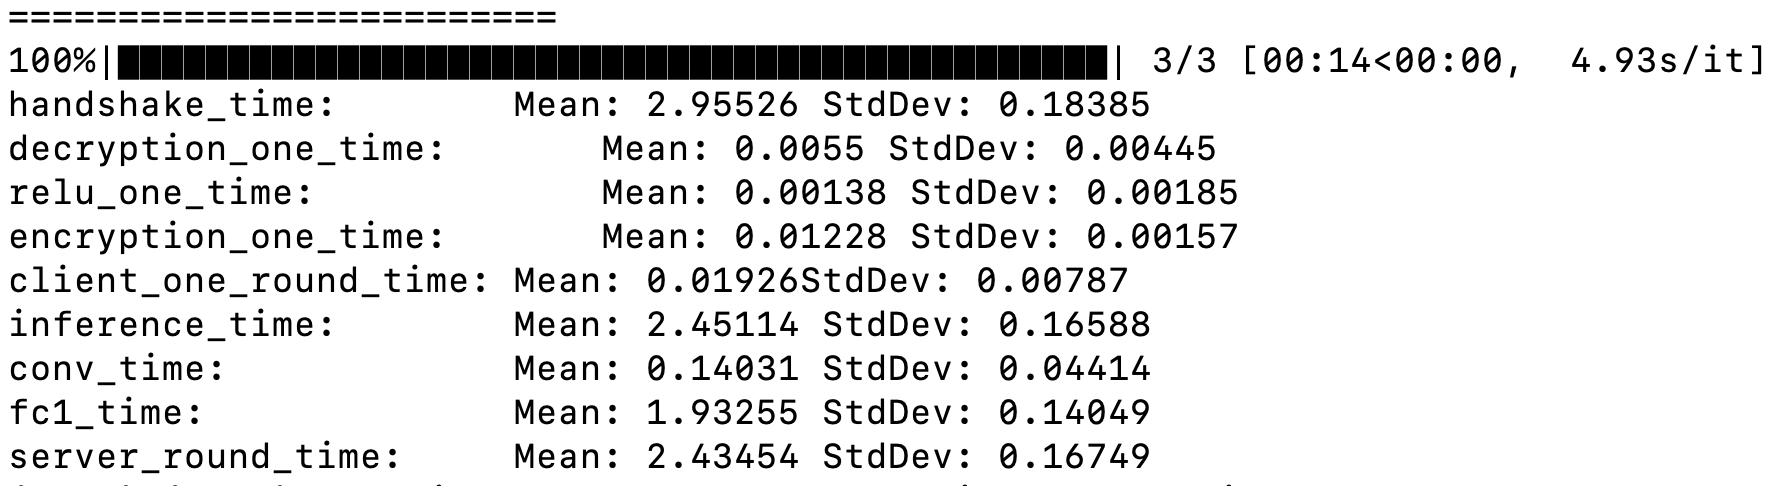 =========================
100%|█████████████████████████████████████████████| 3/3 [00:14<00:00,  4.93s/it]
handshake_time:        Mean: 2.95526 StdDev: 0.18385
decryption_one_time:       Mean: 0.0055 StdDev: 0.00445
relu_one_time:             Mean: 0.00138 StdDev: 0.00185
encryption_one_time:       Mean: 0.01228 StdDev: 0.00157
client_one_round_time: Mean: 0.01926StdDev: 0.00787
inference_time:        Mean: 2.45114 StdDev: 0.16588
conv_time:             Mean: 0.14031 StdDev: 0.04414
fc1_time:              Mean: 1.93255 StdDev: 0.14049
server_round_time:     Mean: 2.43454 StdDev: 0.16749